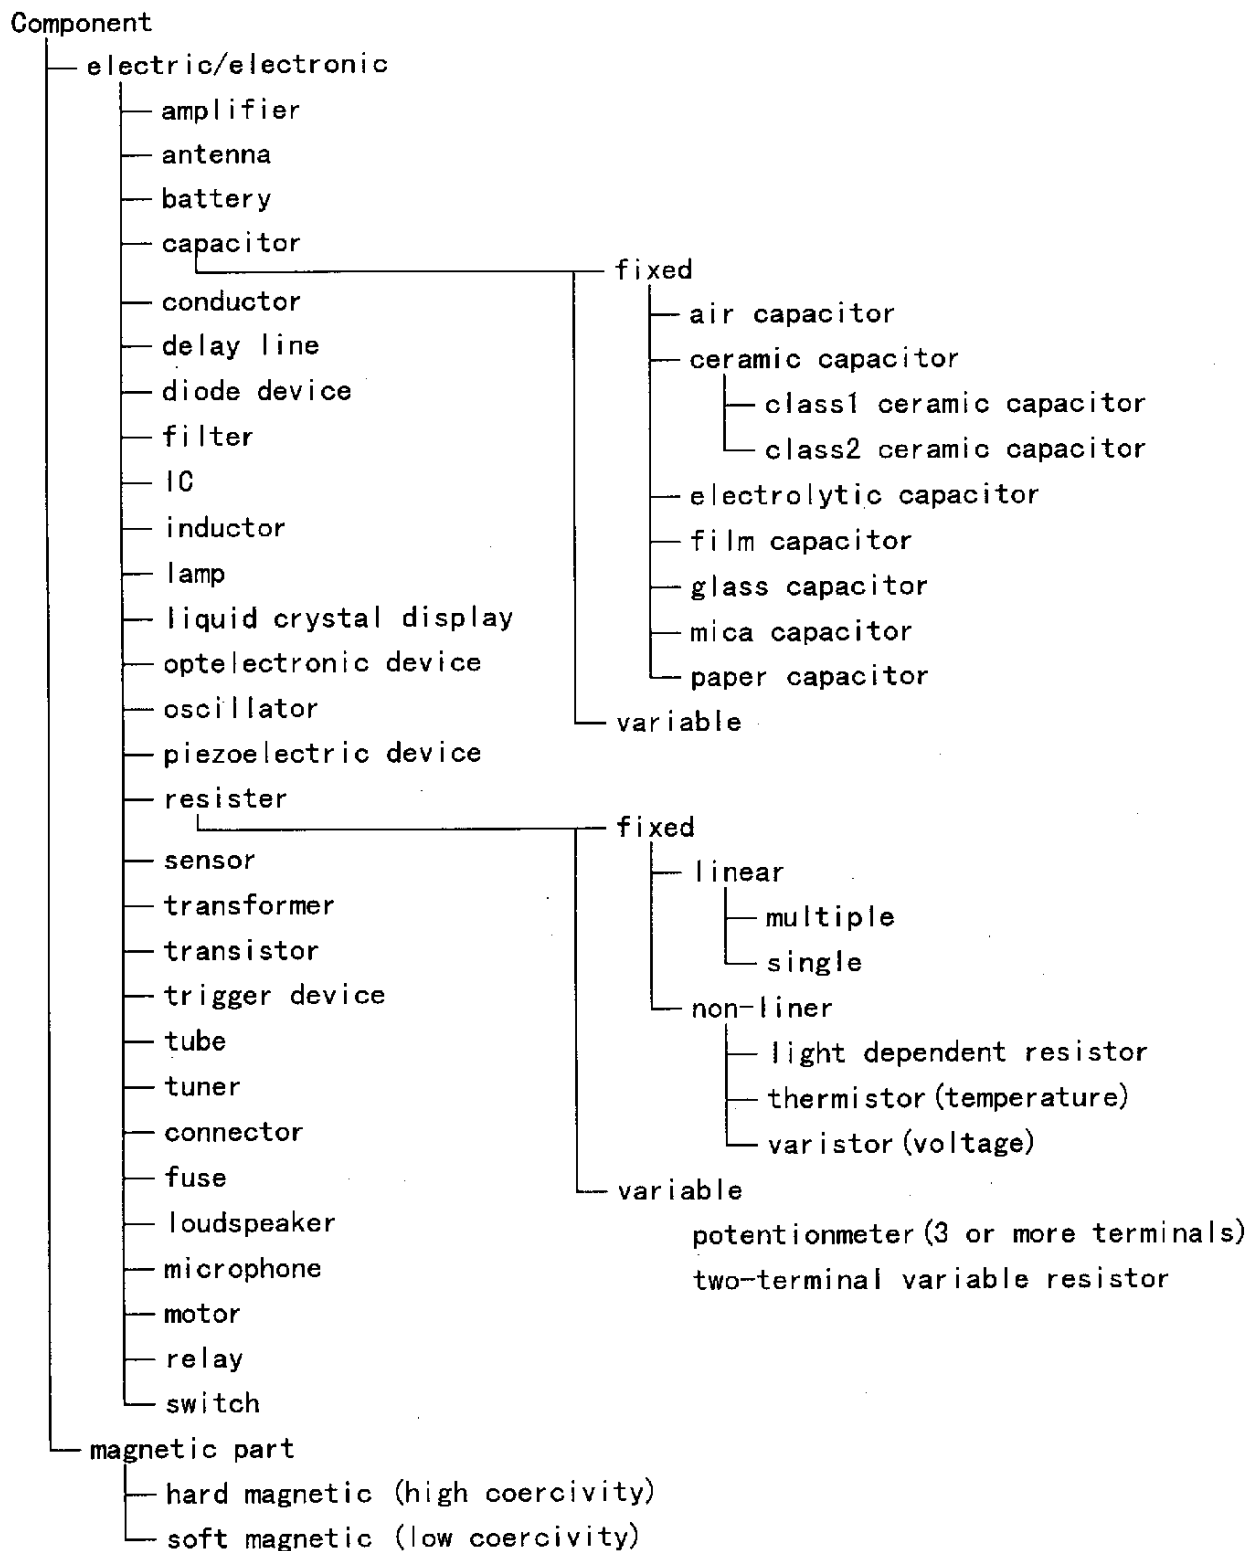 Component
electric/electronic
amplifier
antenna
battery
capacitor
fixed
air capacitor
ceramic capacitor
class1 ceramic capacitor
class2 ceramic capacitor
electrolytic capacitor
film capacitor
glass capacitor
mica capacitor
paper capacitor
variable
conductor
delay line
diode device
filter
IC
inductor
lamp
liquid crystal display
optelectronic device
oscillator
piezoelectric device
resister
fixed
linear
multiple
single
non-liner
light dependent resistor
thermistor(temperature)
varistor(voltage)
variable
potentionmeter(3 or more terminals)
two-terminal variable resistor
sensor
transformer
transistor
trigger device
tube
tuner
connector
fuse
loudspeaker
microphone
motor
relay
switch
magnetic part
hard magnetic (high coercivity)
soft magnetic (low coercivity)